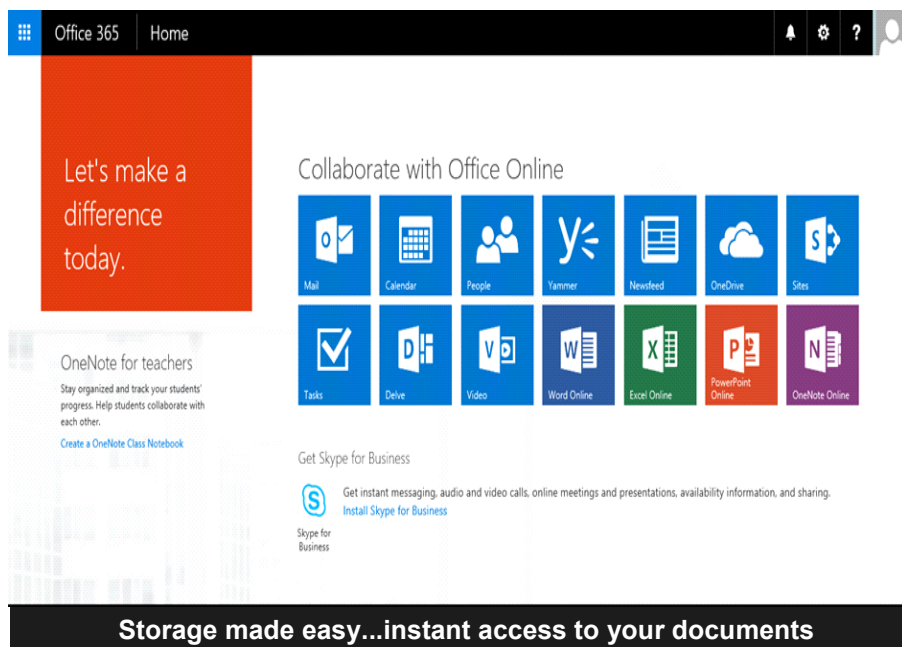 Office 365 Home ?
Let's make a
difference
today.
Collaborate with Office Online
Mail Calendar People Yammer Newsfeed OneDrive Sites
Tasks Delve Video Word Online Excel Online PowerPoint Online OneNote Online
OneNote for teachers
Stay organized and track your students'
progress. Help students collaborate with
each other.
Create a OneNote Class Notebook
Get Skype for Business
Get instant messaging, audio and video calls, online meetings and presentations, availability information, and sharing.
Install Skype for Business
Skype for
Business
Storage made easy...instant access to your documents